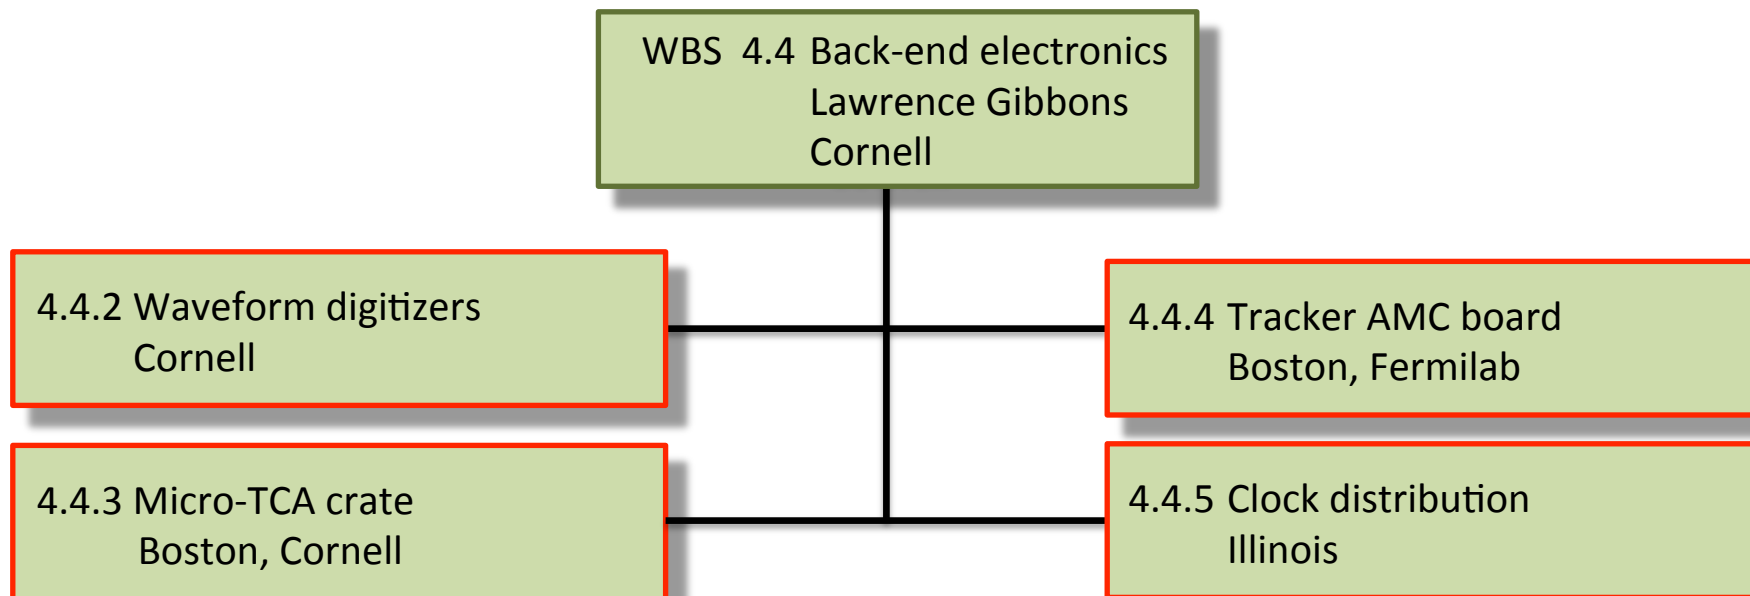 WBS 4.4 Back-end electronics
Lawrence Gibbons
Cornell
4.4.2 Waveform digitizers
Cornell
4.4.4 Tracker AMC board
Boston, Fermilab
4.4.3 Micro-TCA crate
Boston, Cornell
4.4.5 Clock distribution
Illinois